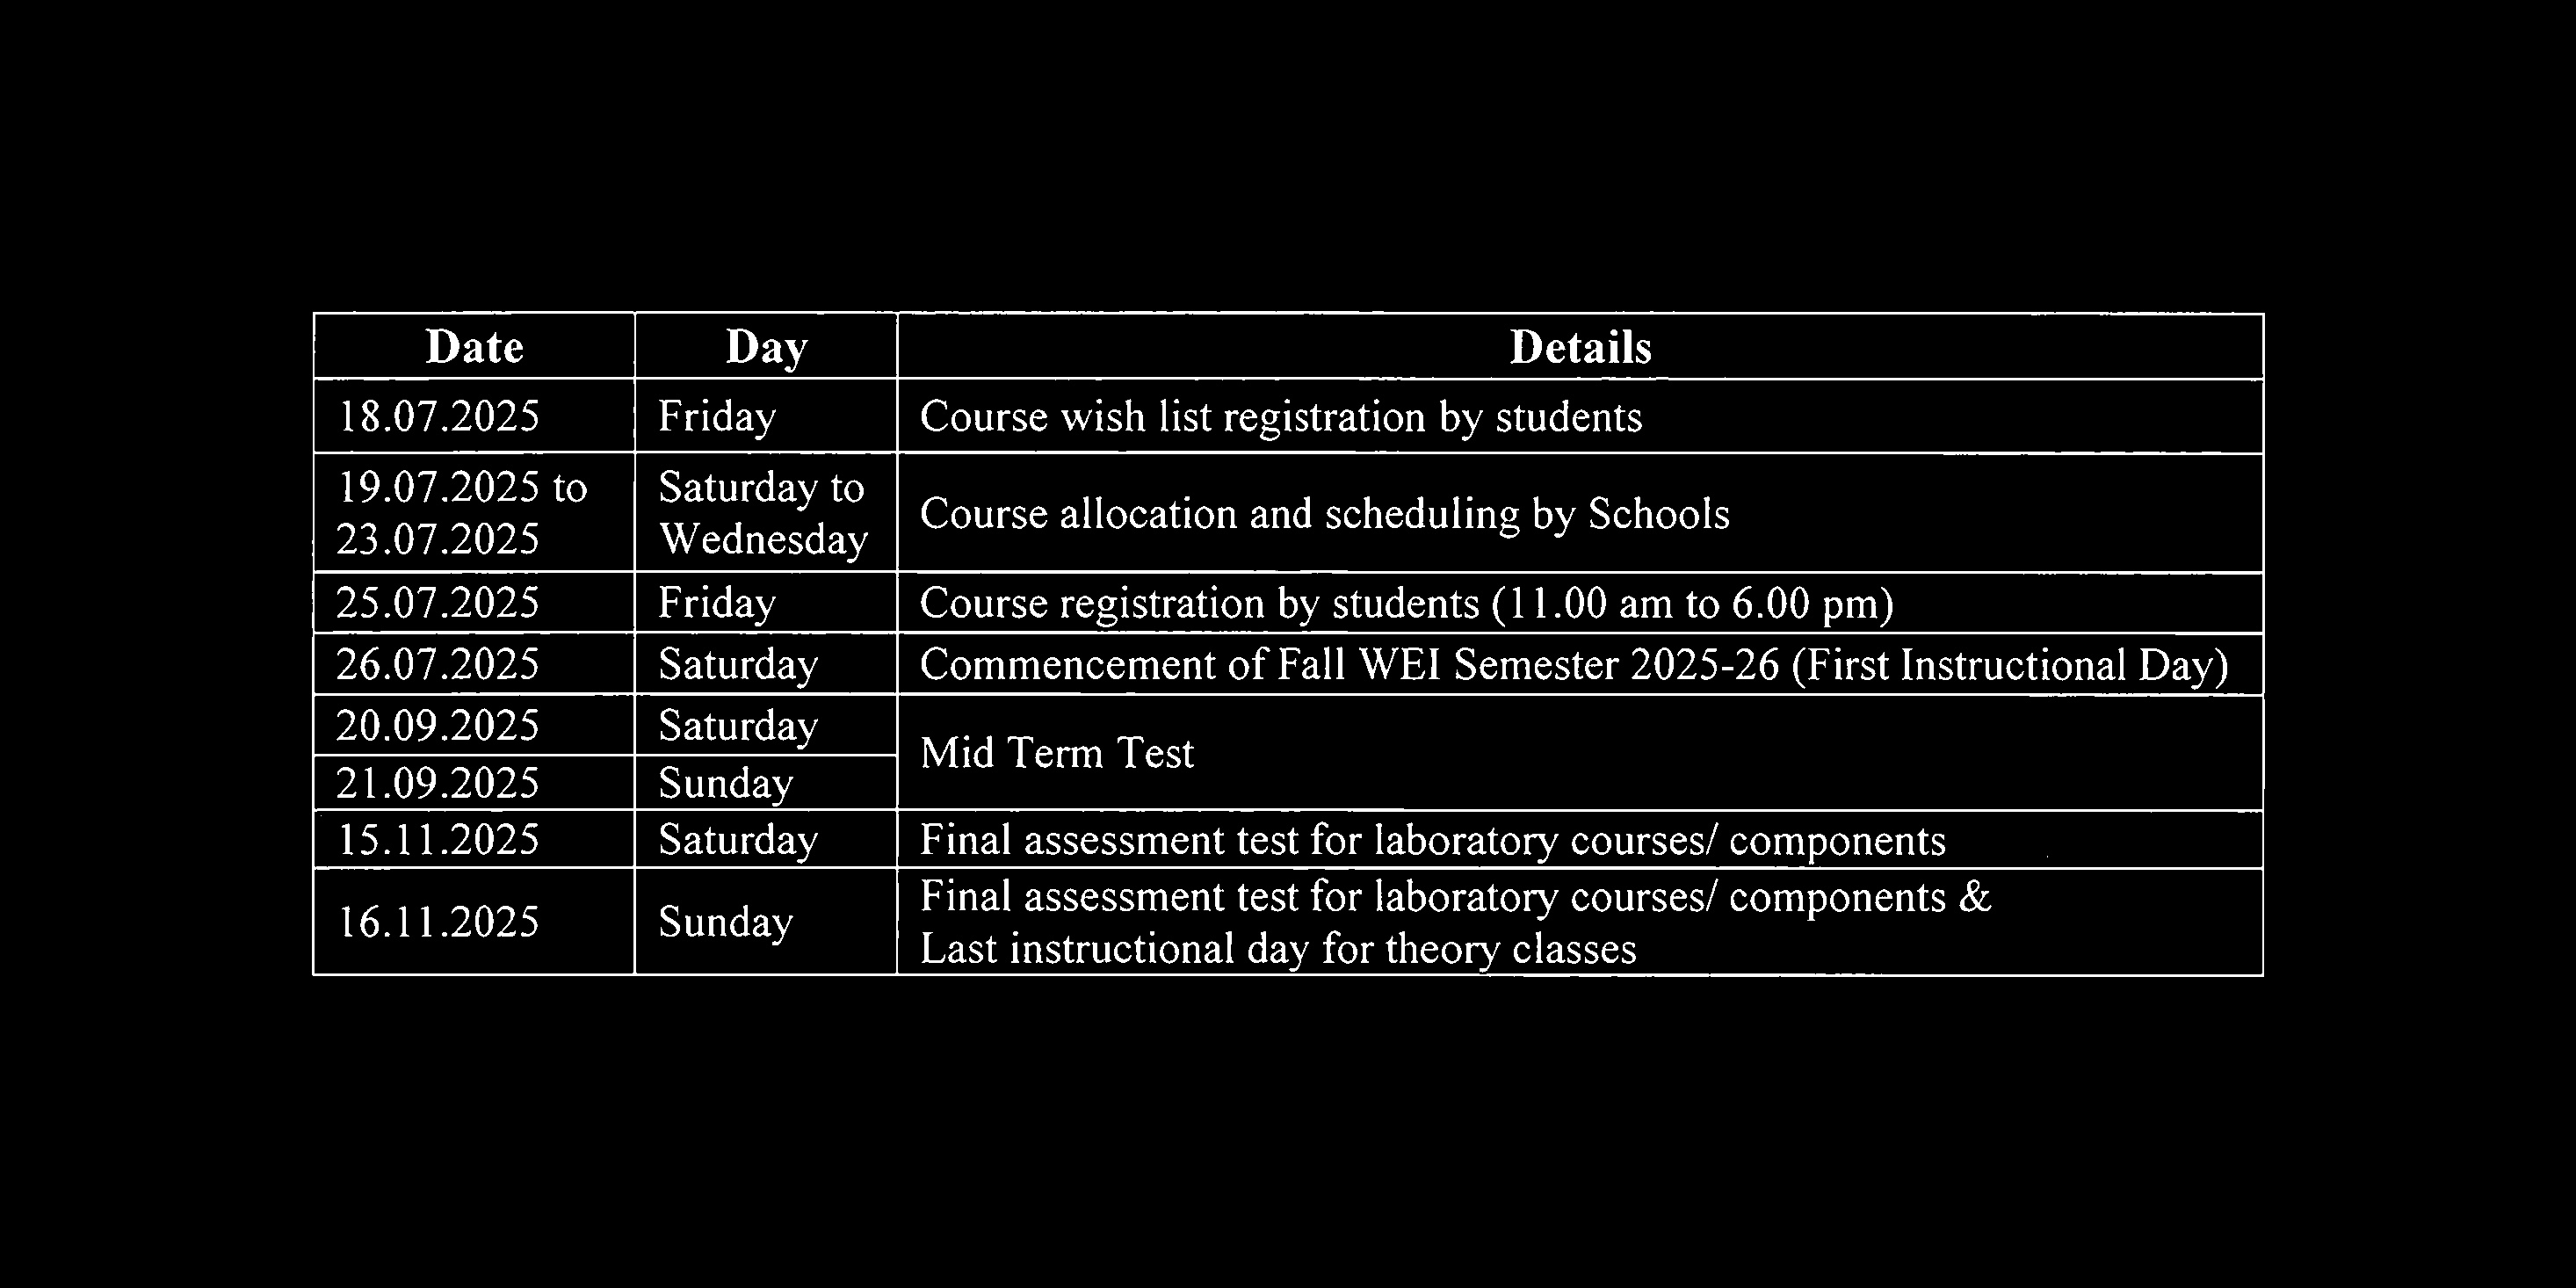 Date Day Details
18.07.2025 Friday Course wish list registration by students
19.07.2025 to
23.07.2025
Saturday to
Wednesday
Course allocation and scheduling by Schools
25.07.2025 Friday Course registration by students (11.00 am to 6.00 pm)
26.07.2025 Saturday Commencement of Fall WEI Semester 2025-26 (First Instructional Day)
20.09.2025 Saturday
21.09.2025 Sunday
Mid Term Test
15.11.2025 Saturday Final assessment test for laboratory courses/ components
16.11.2025 Sunday
Final assessment test for laboratory courses/ components &
Last instructional day for theory classes